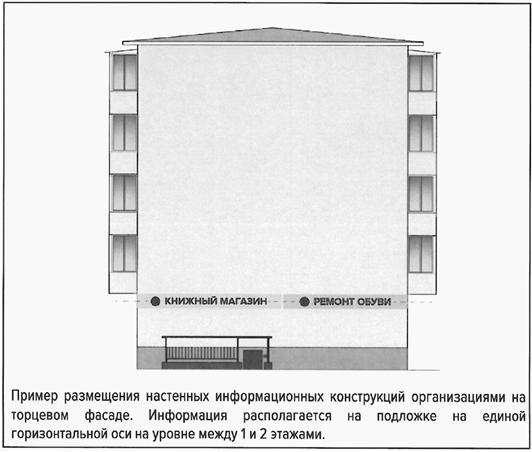 КНИЖНЫЙ МАГАЗИН РЕМОНТ ОБУВИ
Пример размещения настенных информационных конструкций организациями на
торцевом фасаде. Информация располагается на подложке на единой
горизонтальной оси на уровне между 1 и 2 этажами.